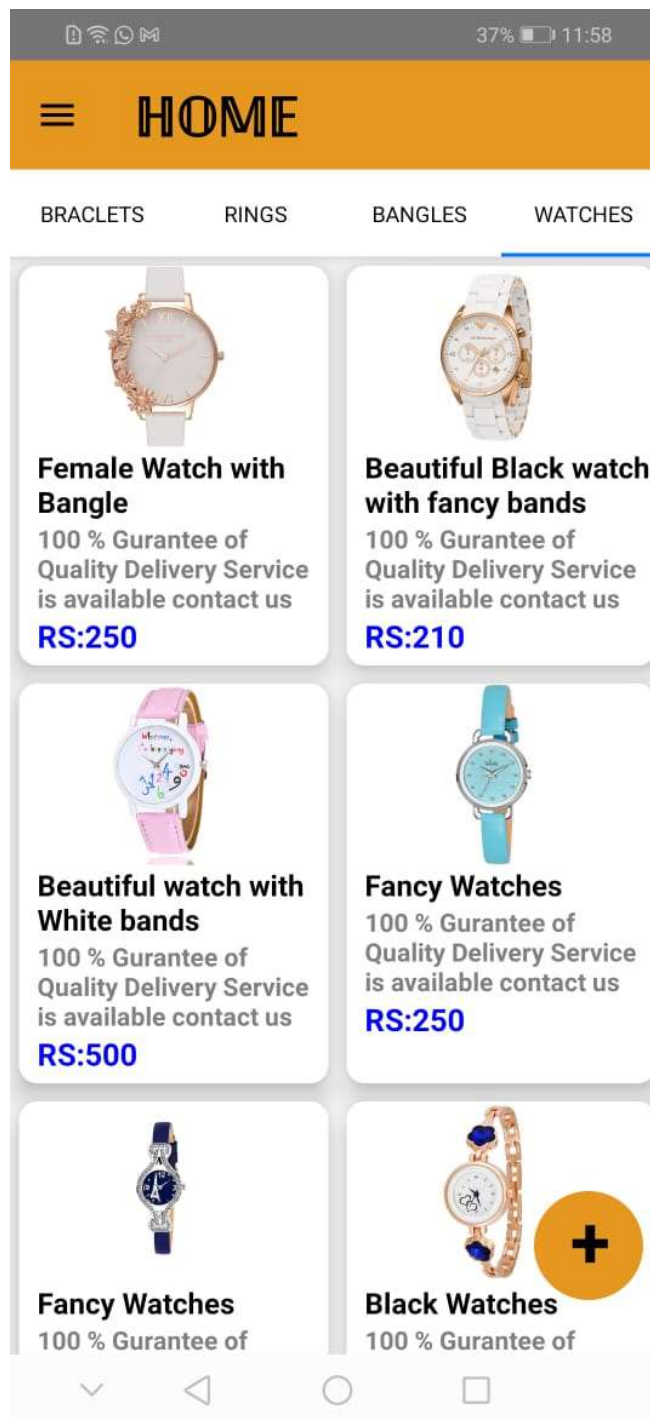 37% 11:58
HOME
BRACLETS RINGS BANGLES WATCHES
Female Watch with
Bangle
100 % Gurantee of
Quality Delivery Service
is available contact us
RS:250
Beautiful Black watch
with fancy bands
100 % Gurantee of
Quality Delivery Service
is available contact us
RS:210
Beautiful watch with
White bands
100 % Gurantee of
Quality Delivery Service
is available contact us
RS:500
Fancy Watches
100 % Gurantee of
Quality Delivery Service
is available contact us
RS:250
Fancy Watches
100 % Gurantee of
Black Watches
100 % Gurantee of